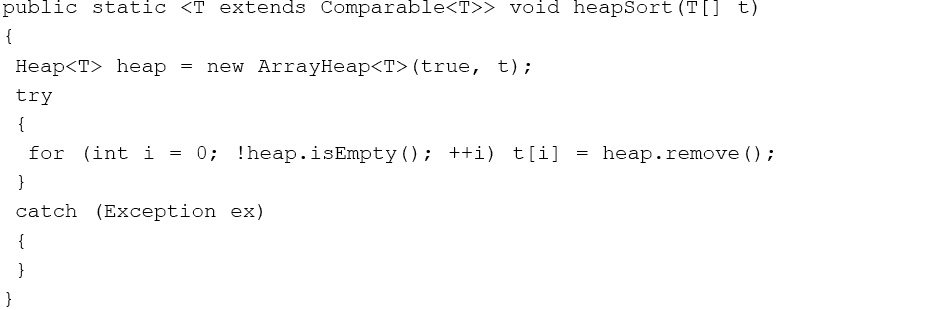 public static <T extends Comparable<T>> void heapSort(T[] t)
{
 Heap<T> heap = new ArrayHeap<T>(true, t);
 try
 {
  for (int i = 0; !heap.isEmpty(); ++i) t[i] = heap.remove();
 }
 catch (Exception ex)
 {
 }
}